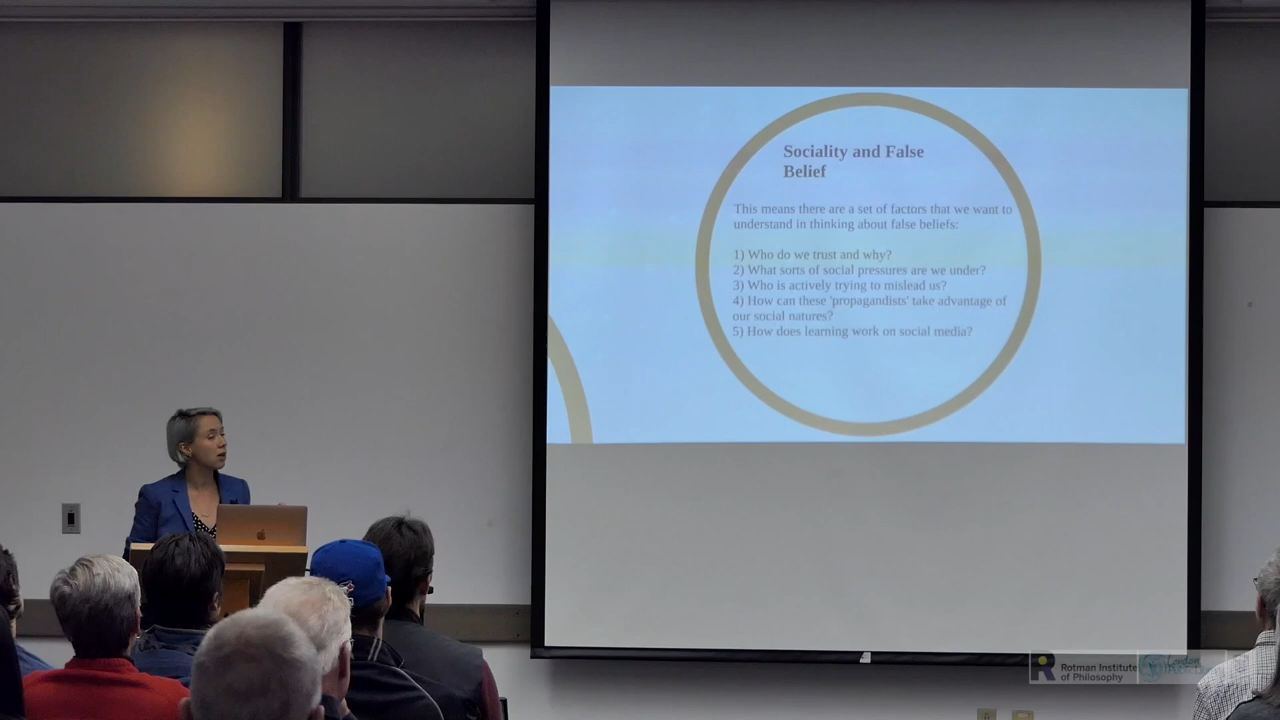 Sociality and False
Belief
This means there are a set of factors that we want to
understand in thinking about false beliefs:
1) Who do we trust and why?
2) What sorts of social pressures are we under?
3) Who is actively trying to mislead us?
4) How can these 'propagandists' take advantage of
our social natures?
5) How does learning work on social media?
Rotman Institute
of Philosophy
London